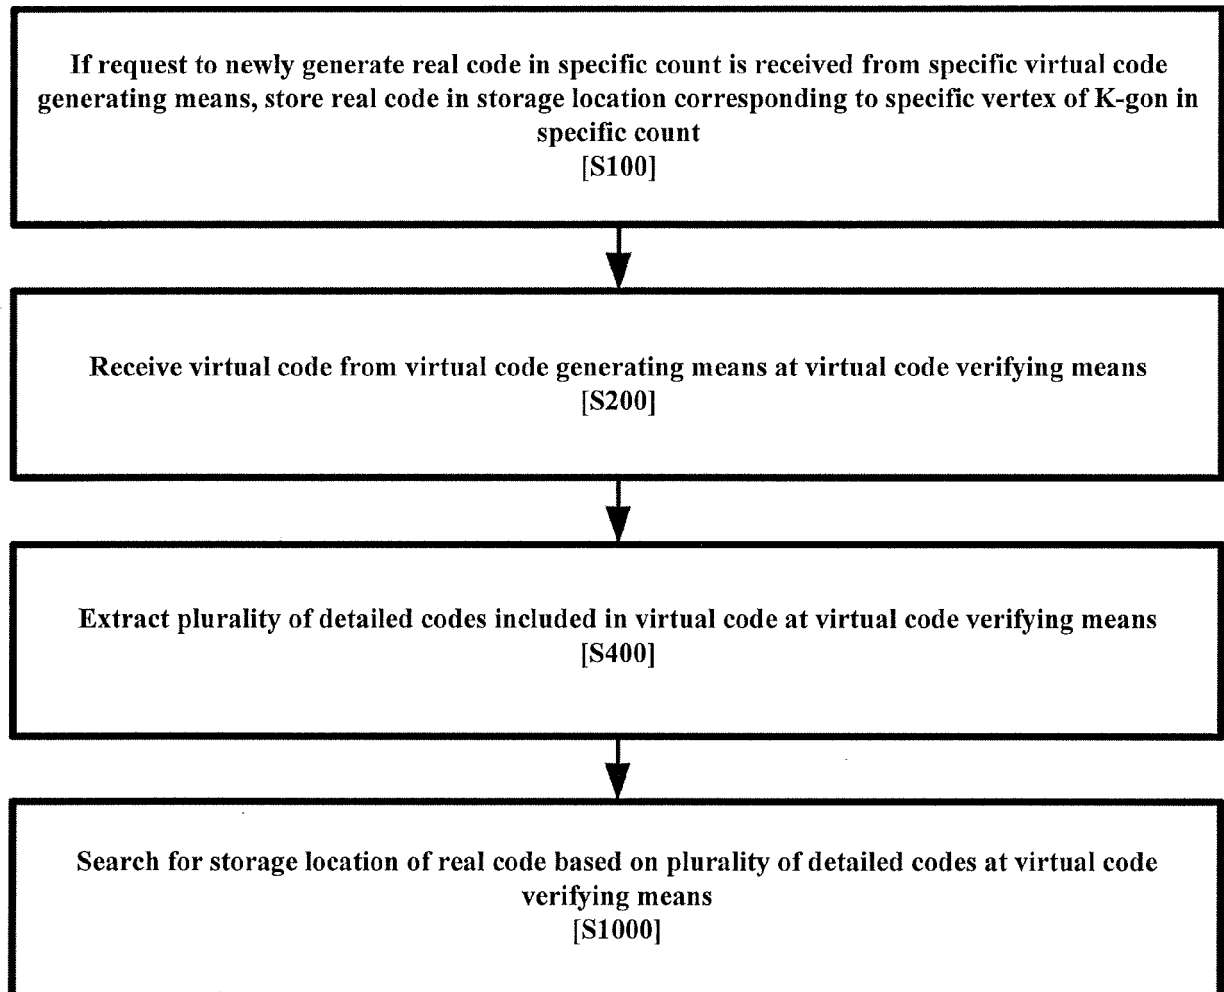 If request to newly generate real code in specific count is received from specific virtual code
generating means, store real code in storage location corresponding to specific vertex of K-gon in
specific count
[S100]
Receive virtual code from virtual code generating means at virtual code verifying means
[S200]
Extract plurality of detailed codes included in virtual code at virtual code verifying means
[S400]
Search for storage location of real code based on plurality of detailed codes at virtual code
verifying means
[S1000]